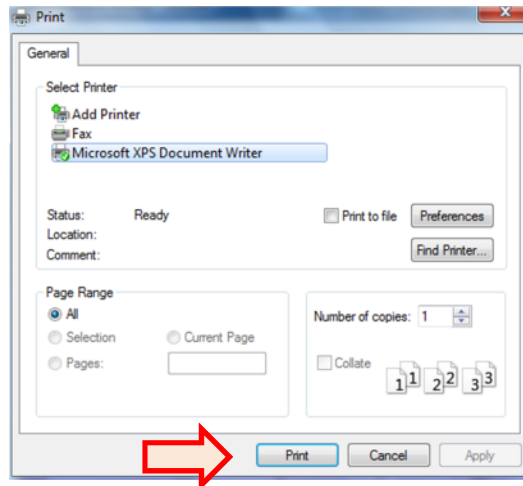 Print
General
Select Printer
Add Printer
Fax
Microsoft XPS Document Writer
Status: Ready
Print to file
Preferences
Location:
Comment:
Find Printer...
Page Range
All
Selection
Current Page
Pages:
Number of copies: 1
Collate
1 1 2 2 3 3
Print
Cancel
Apply